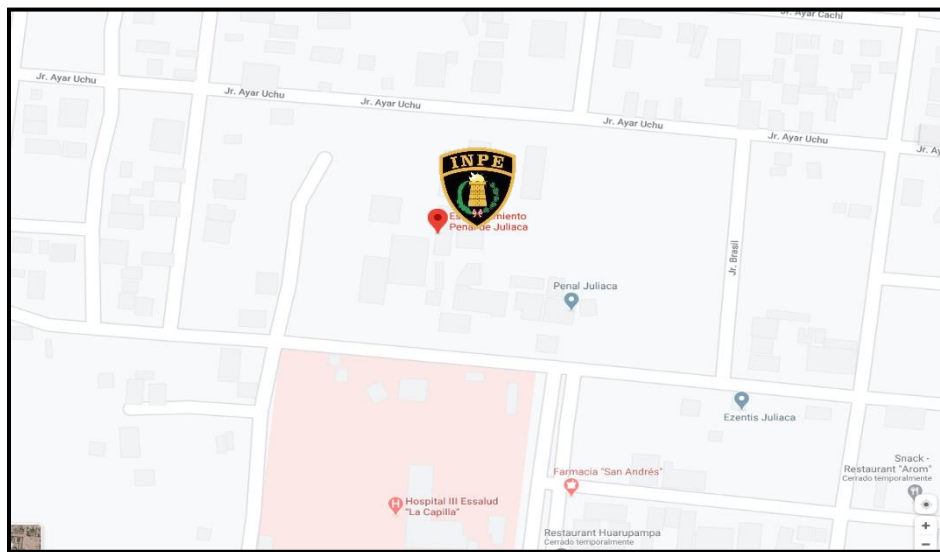 Jr. Ayar Cachi
Jr. Ayar Uchu
Jr. Ayar Uchu
Jr. Ayar Uchu
Jr. Ayar Uchu
Jr. Ayar Uchu
Jr. Ay
INPE
Penal de Juliaca
Jr. Brasil
Penal Juliaca
Ezentis Juliaca
Snack -
Restaurant "Arom"
Cerrado temporalmente
Farmacia "San Andrés"
Hospital III Essalud
"La Capilla"
Restaurant Huarupampa
Cerrado temporalmente